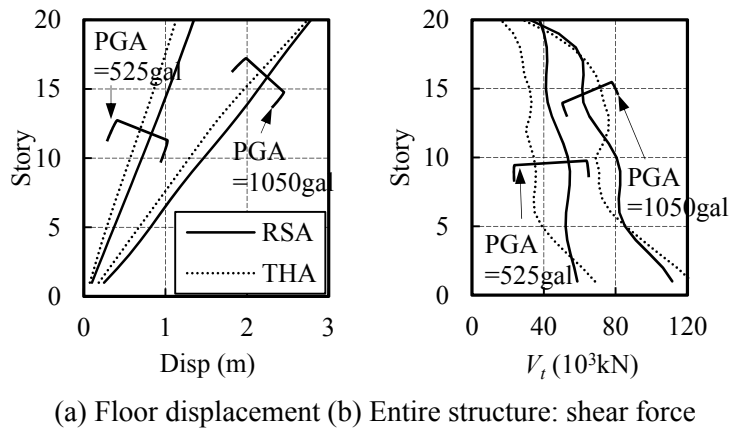 20
15
10
5
0
Story
PGA
=525gal
PGA
=1050gal
RSA
THA
0 1 2 3
Disp (m)
20
15
10
5
0
Story
PGA
=1050gal
PGA
=525gal
0 40 80 120
Vt (10³kN)
(a) Floor displacement (b) Entire structure: shear force